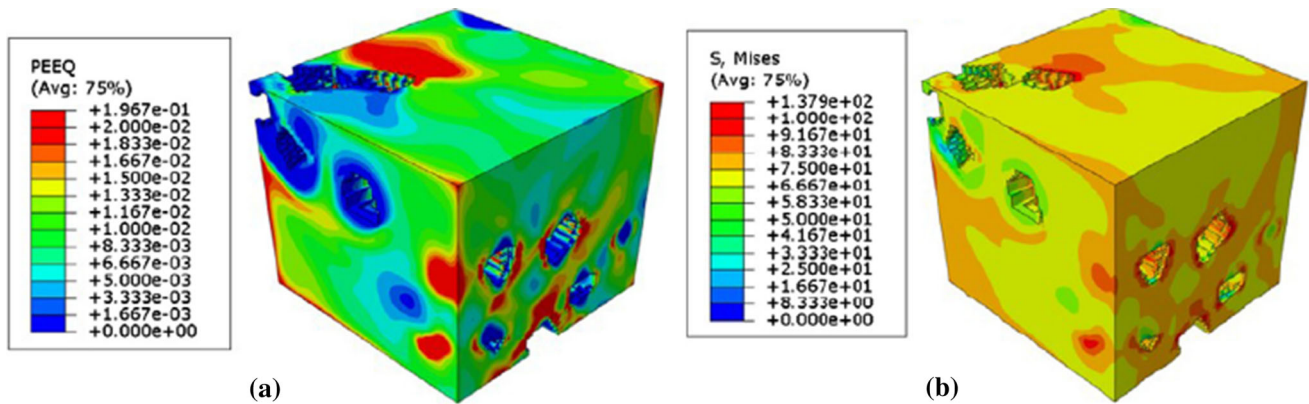 PEEQ
(Avg: 75%)
+1.967e-01
+2.000e-02
+1.833e-02
+1.667e-02
+1.500e-02
+1.333e-02
+1.167e-02
+1.000e-02
+8.333e-03
+6.667e-03
+5.000e-03
+3.333e-03
+1.667e-03
+0.000e+00
(a)
S, Mises
(Avg: 75%)
+1.379e+02
+1.000e+02
+9.167e+01
+8.333e+01
+7.500e+01
+6.667e+01
+5.833e+01
+5.000e+01
+4.167e+01
+3.333e+01
+2.500e+01
+1.667e+01
+8.333e+00
+0.000e+00
(b)